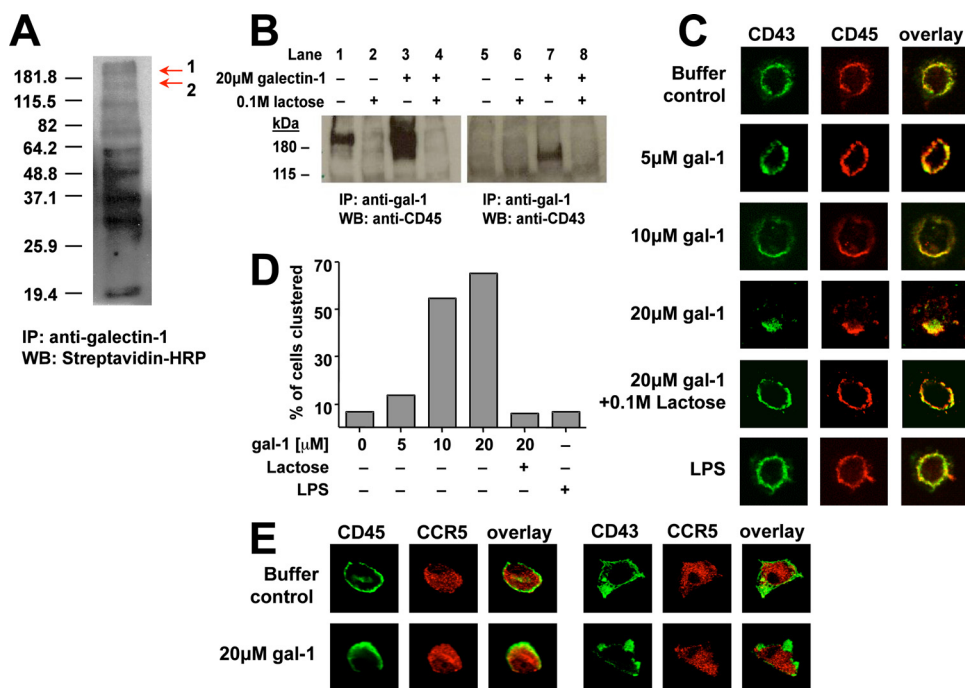 A
181.8
115.5
82
64.2
48.8
37.1
25.9
19.4
1
2
IP: anti-galectin-1
WB: Streptavidin-HRP
B
Lane 1 2 3 4 5 6 7 8
20µM galectin-1 – – + + – – + +
0.1M lactose – + – + – + – +
kDa
180 –
115 –
IP: anti-gal-1
WB: anti-CD45
IP: anti-gal-1
WB: anti-CD43
C
CD43 CD45 overlay
Buffer
control
5µM gal-1
10µM gal-1
20µM gal-1
20µM gal-1
+0.1M Lactose
LPS
D
% of cells clustered
70
50
30
10
gal-1 [µM] 0 5 10 20 20 –
Lactose – – – – + –
LPS – – – – – +
E
CD45 CCR5 overlay CD43 CCR5 overlay
Buffer
control
20µM gal-1